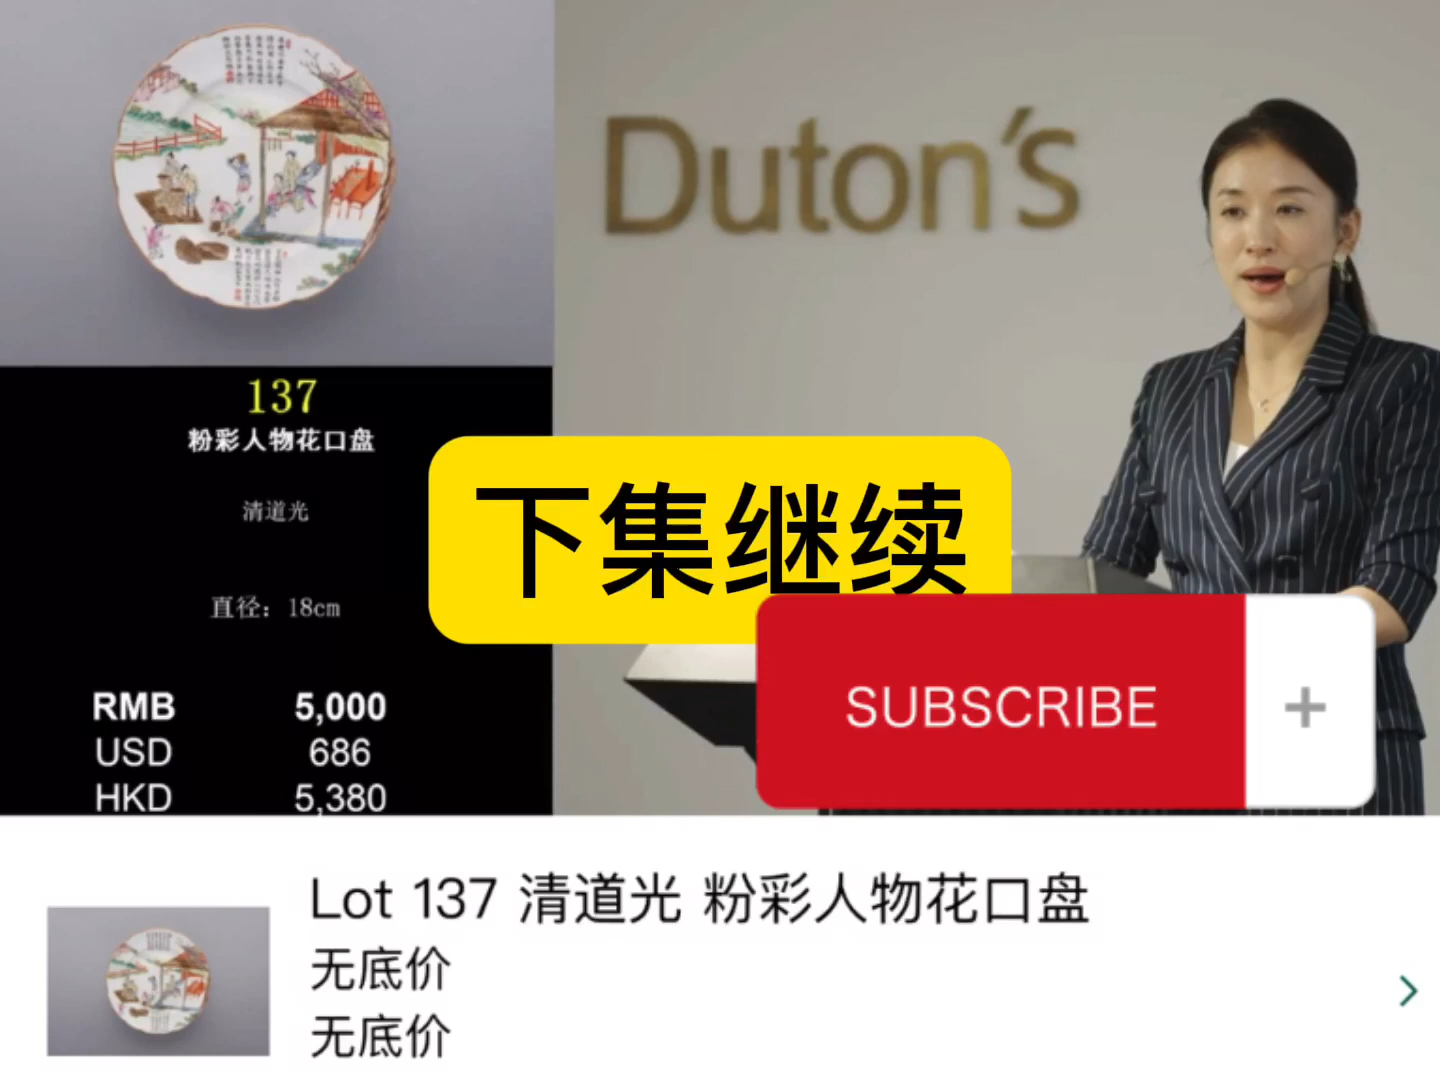 Duton's
137
粉彩人物花口盘
清道光
直径：18cm
RMB 5,000
USD 686
HKD 5,380
下集继续
SUBSCRIBE +
Lot 137 清道光 粉彩人物花口盘
无底价
无底价